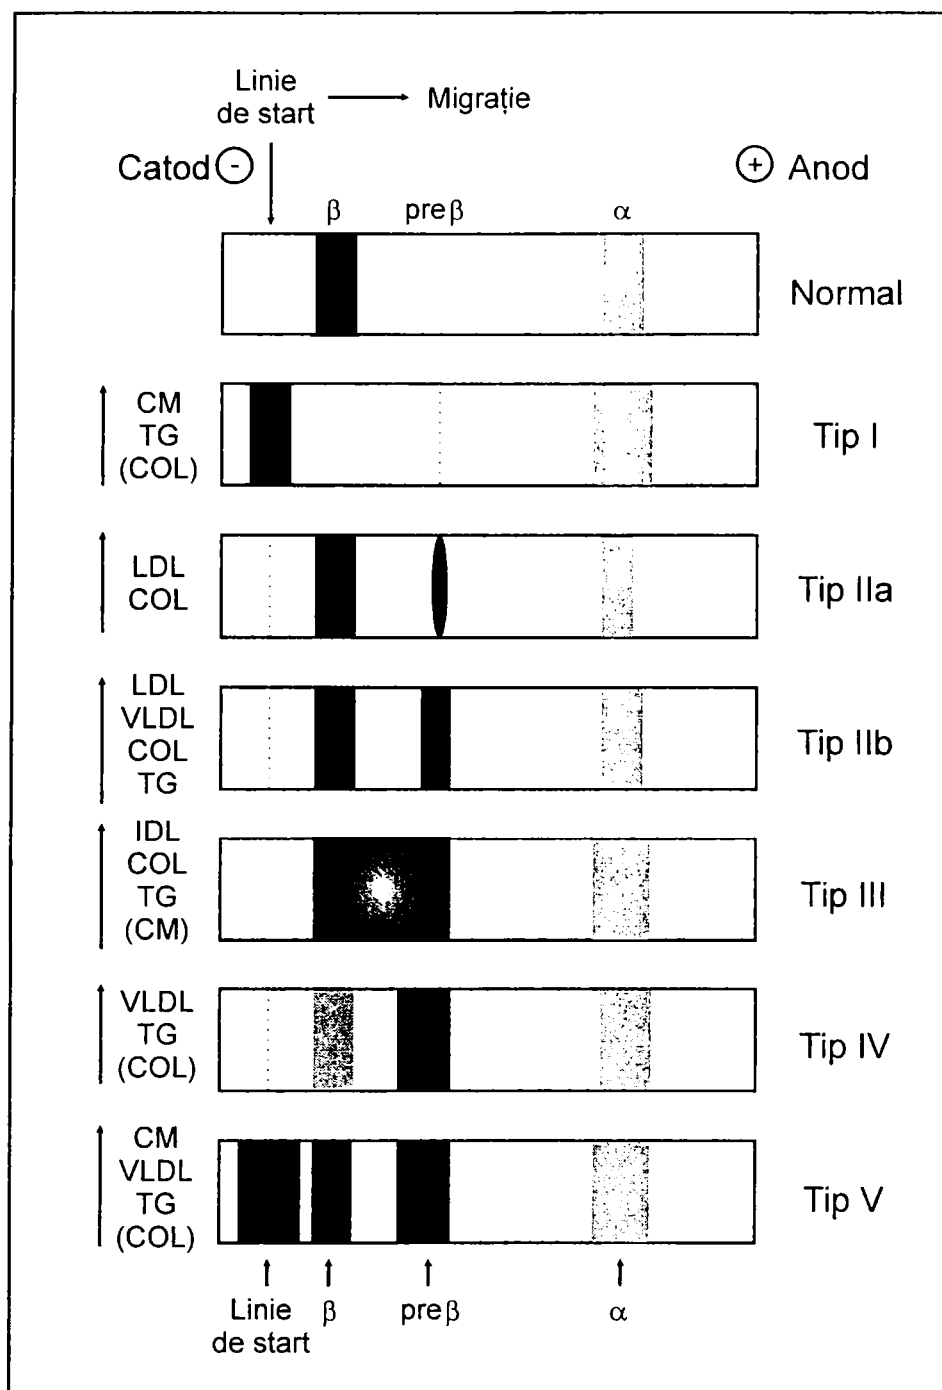 Linie
de start
Migrație
Catod -
+ Anod
β preβ α
Normal
CM
TG
(COL)
Tip I
LDL
COL
Tip IIa
LDL
VLDL
COL
TG
Tip IIb
IDL
COL
TG
(CM)
Tip III
VLDL
TG
(COL)
Tip IV
CM
VLDL
TG
(COL)
Tip V
Linie
de start
β preβ α